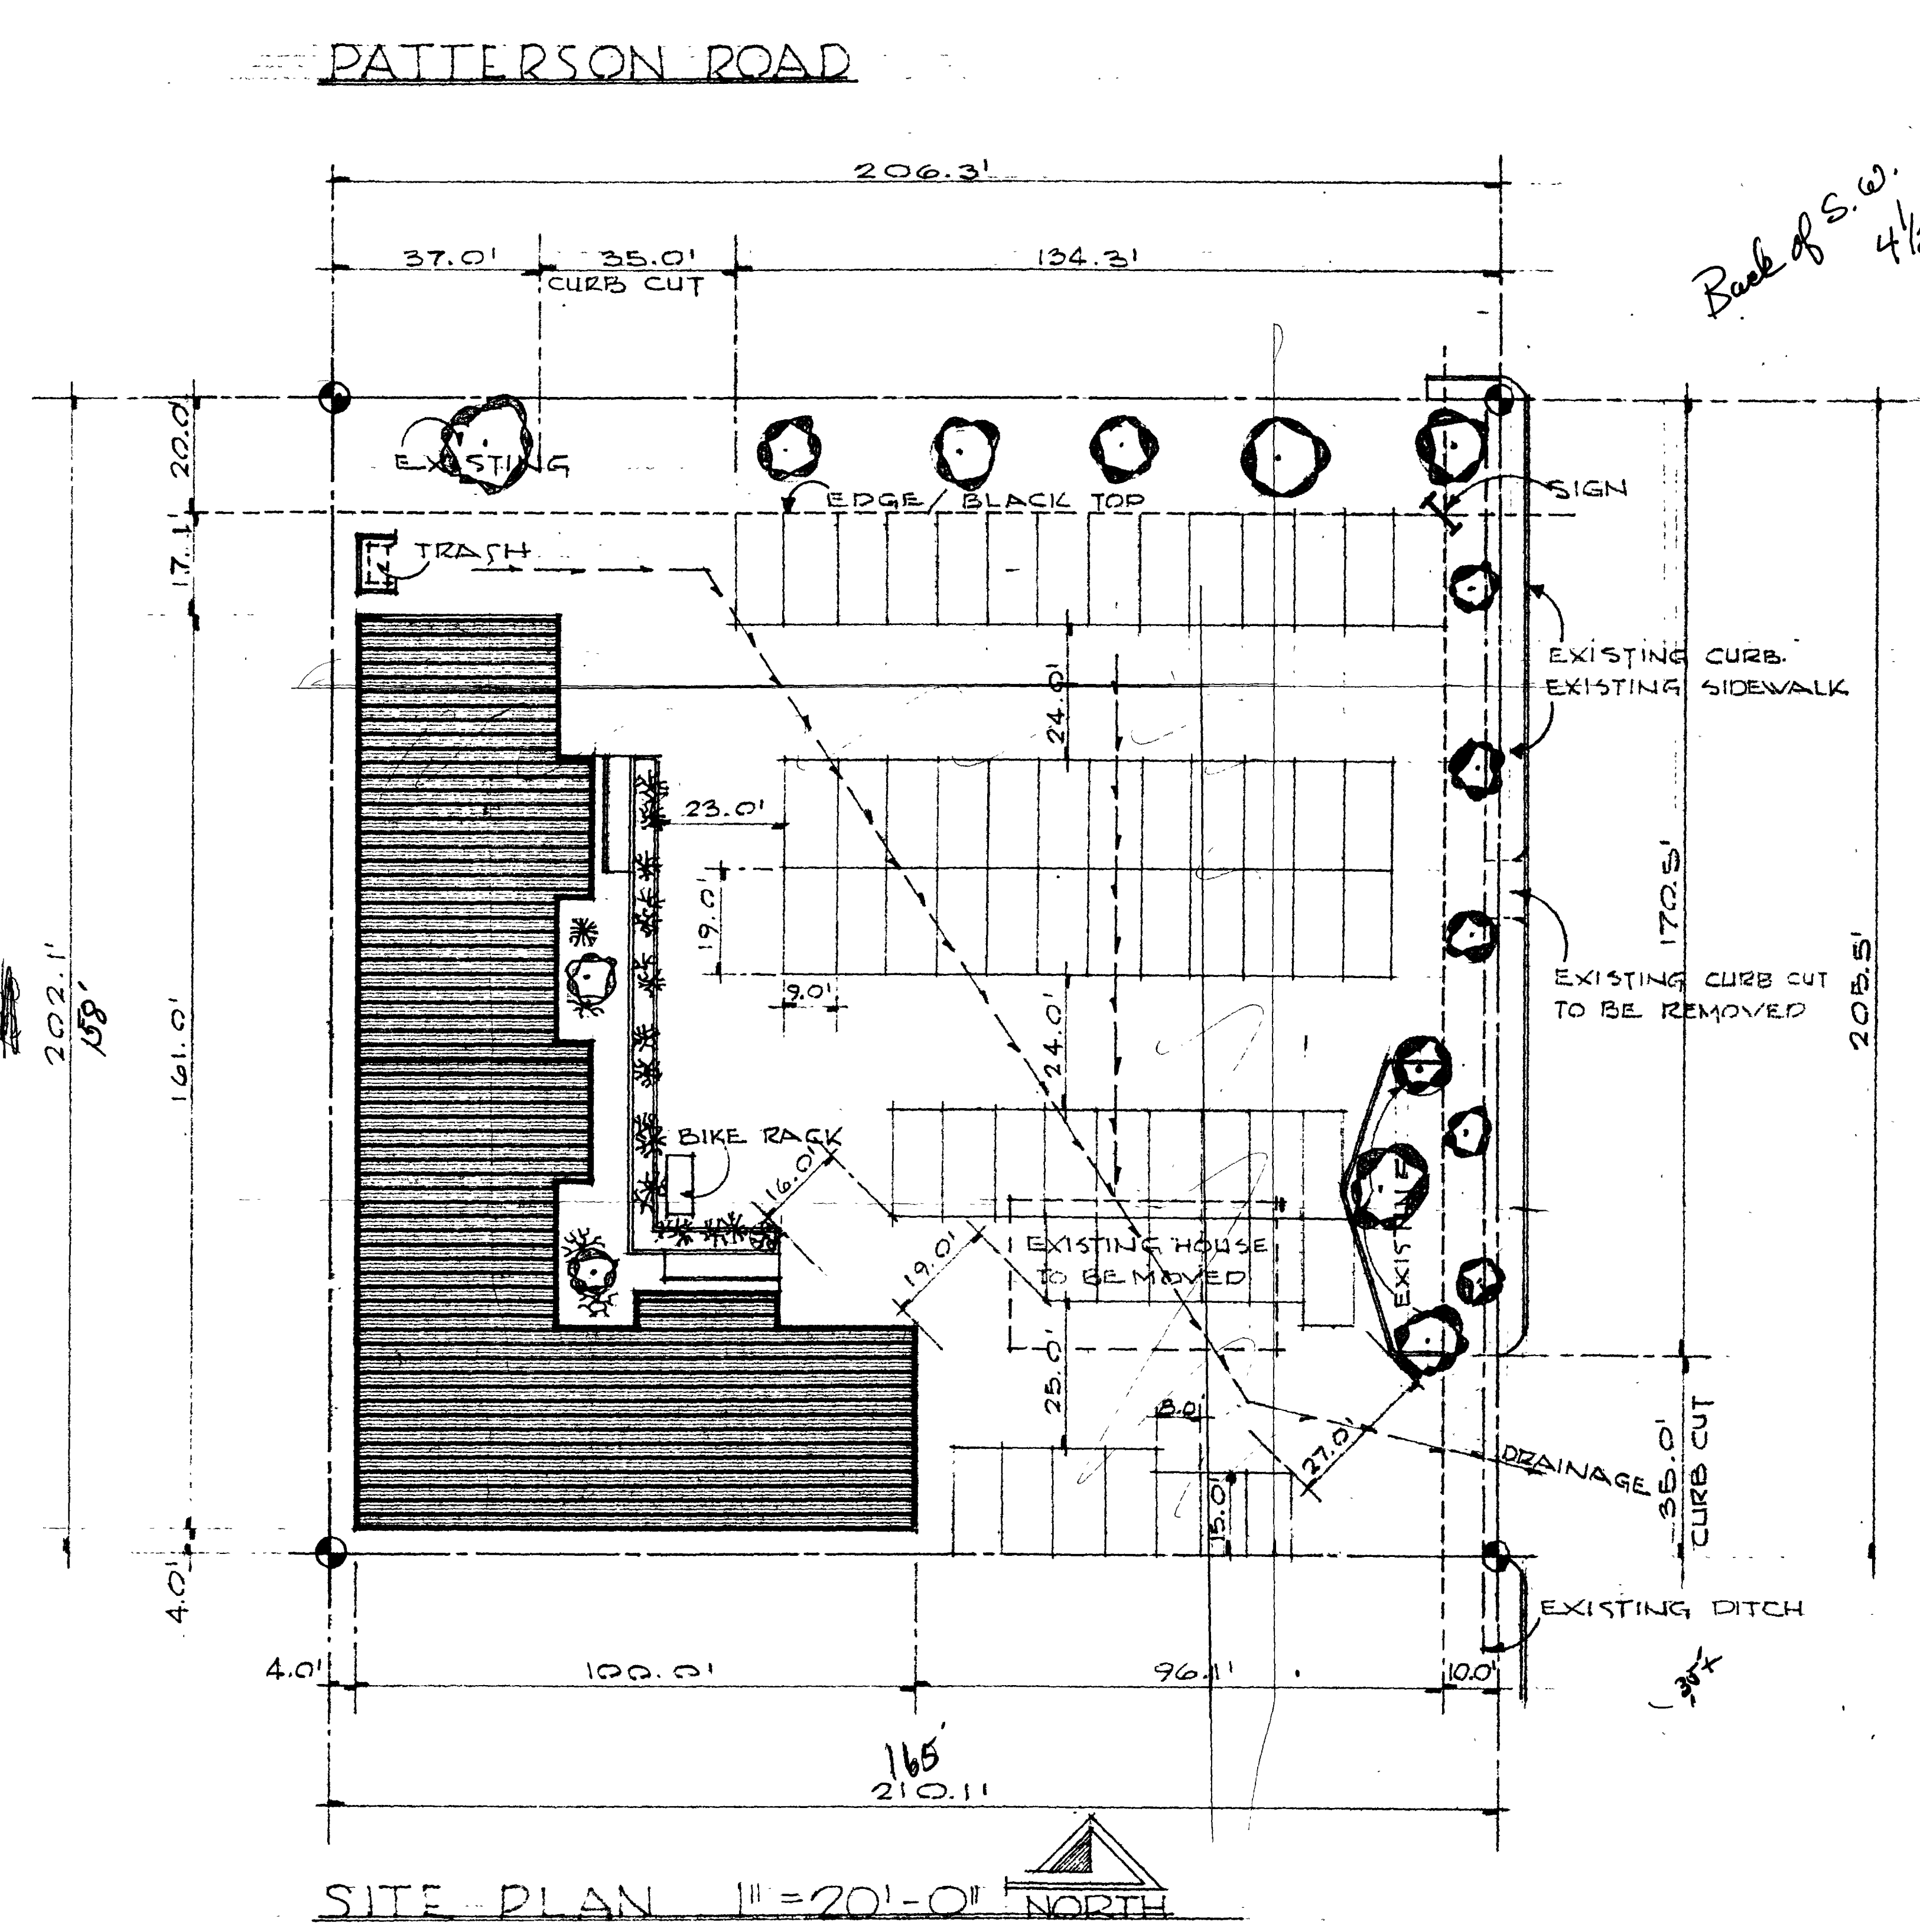 PATTERSON ROAD
206.3'
Back of S.W.
37.0'
35.0'
134.3'
CURB CUT
20.0'
EXISTING
EDGE/ BLACK TOP
SIGN
17.1'
TRASH
EXISTING CURB.
EXISTING SIDEWALK
24.0'
23.0'
19.0'
170.5'
9.0'
EXISTING CURB CUT
TO BE REMOVED
202.1'
158'
161.0'
205.5'
24.0'
BIKE RACK
16.0'
EXISTING
19.0'
EXISTING HOUSE
TO BE MOVED
25.0'
8.0
27.0'
DRAINAGE
35.0'
CURB CUT
15.0'
4.0'
EXISTING DITCH
4.0'
100.0'
96.1'
10.0'
165'
210.1'
SITE PLAN 1"=20'-0"
NORTH